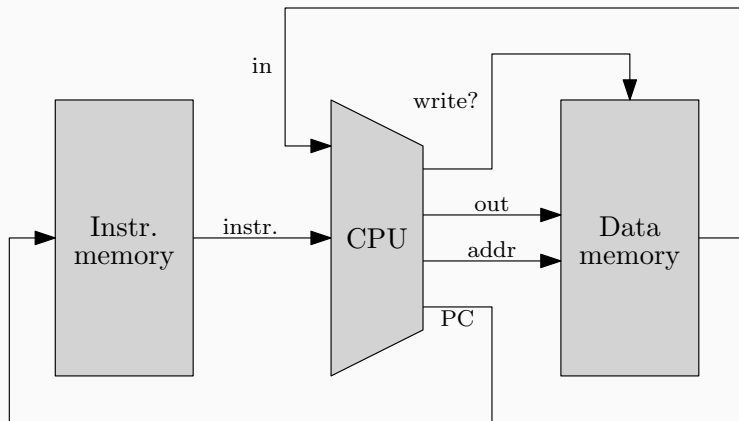 in
write?
Instr.
memory
instr.
CPU
out
addr
PC
Data
memory